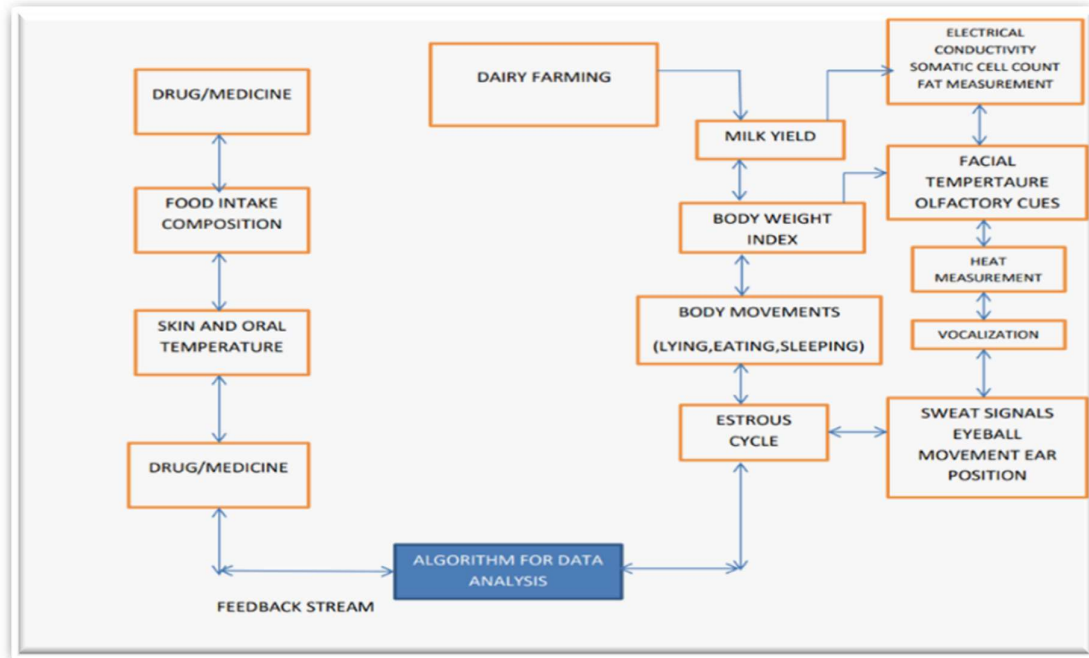 DRUG/MEDICINE
FOOD INTAKE
COMPOSITION
SKIN AND ORAL
TEMPERATURE
DRUG/MEDICINE
FEEDBACK STREAM
ALGORITHM FOR DATA
ANALYSIS
DAIRY FARMING
MILK YIELD
BODY WEIGHT
INDEX
BODY MOVEMENTS
(LYING,EATING,SLEEPING)
ESTROUS
CYCLE
ELECTRICAL
CONDUCTIVITY
SOMATIC CELL COUNT
FAT MEASUREMENT
FACIAL
TEMPERTAURE
OLFACTORY CUES
HEAT
MEASUREMENT
VOCALIZATION
SWEAT SIGNALS
EYEBALL
MOVEMENT EAR
POSITION